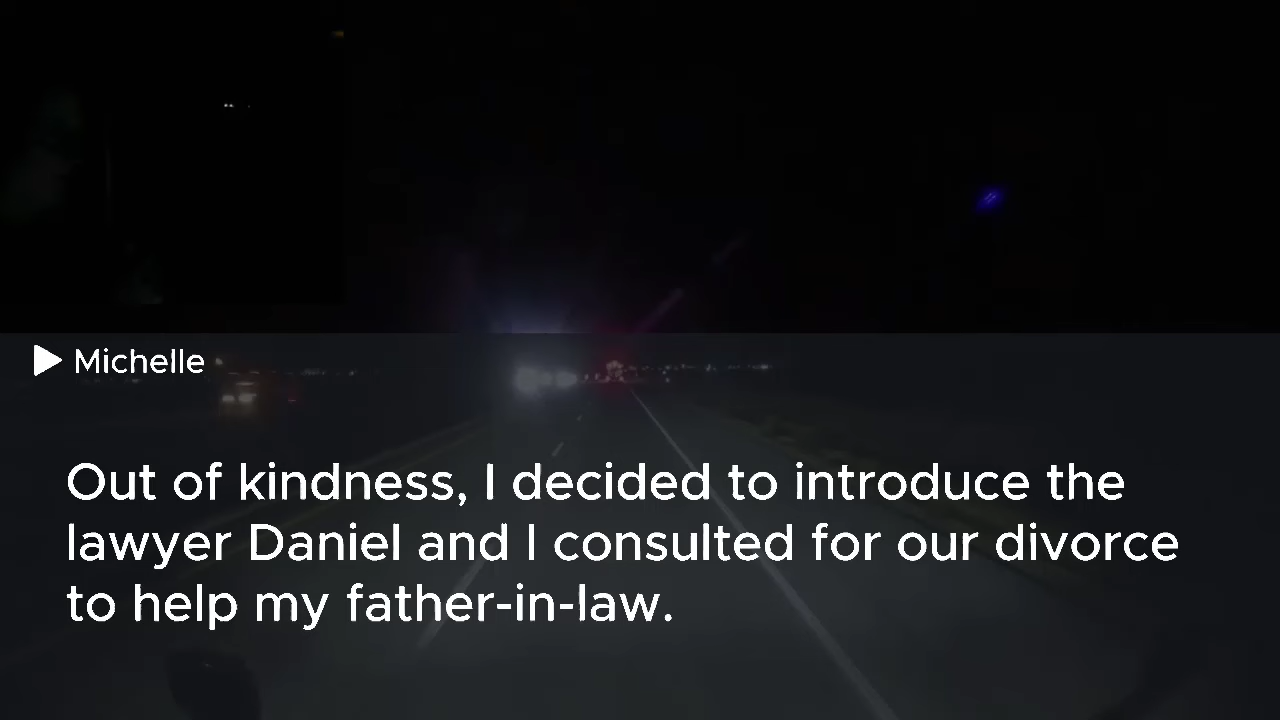 Michelle
Out of kindness, I decided to introduce the
lawyer Daniel and I consulted for our divorce
to help my father-in-law.